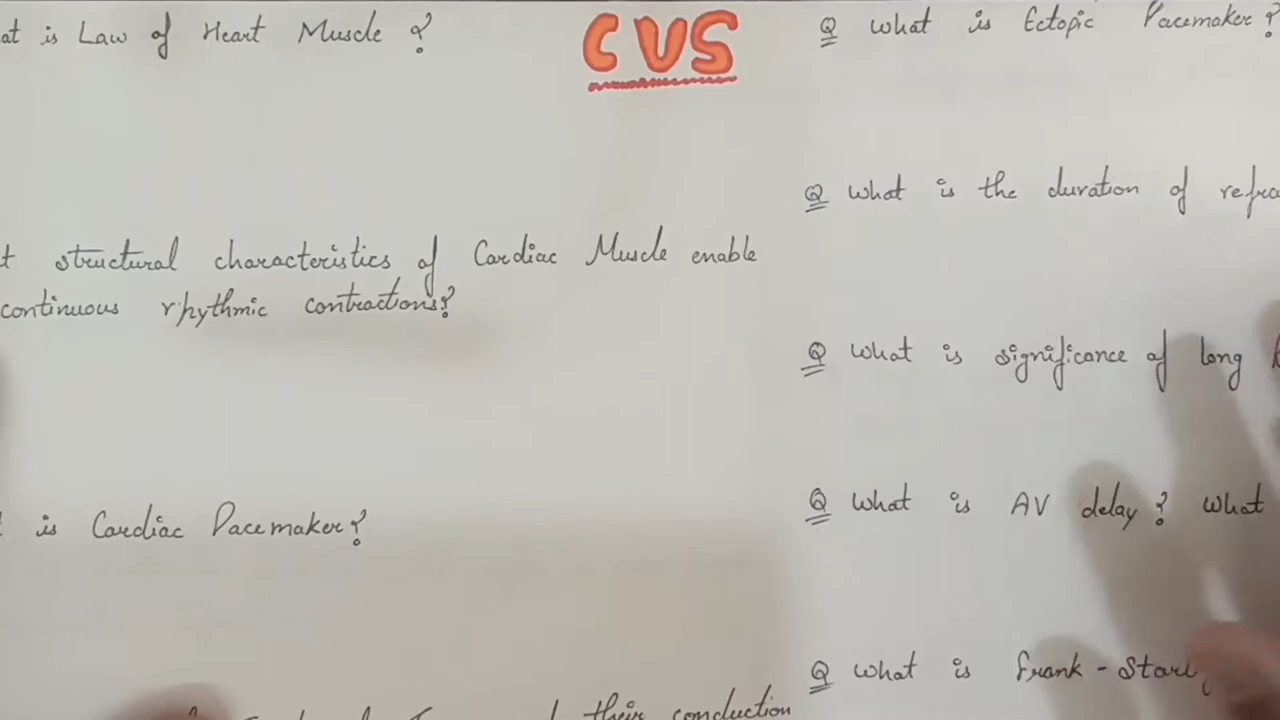 CVS
at is Law of Heart Muscle ?
t structural characteristics of Cardiac Muscle enable
continuous rhythmic contractions?
is Cardiac Pacemaker?
their conduction
Q What is Ectopic Pacemaker ?
Q What is the duration of refra
Q What is significance of long
Q What is AV delay? What
Q What is Frank - Starl